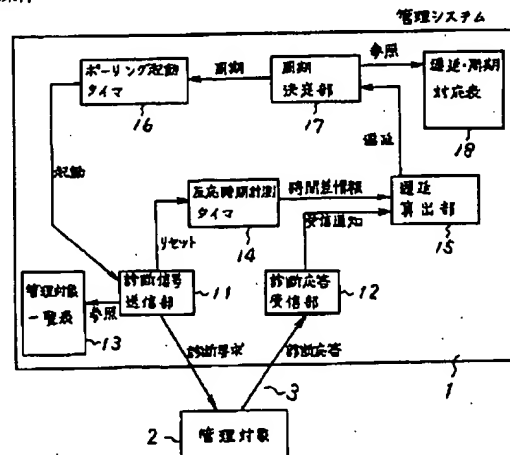 管理システム
ポーリング起動
タイマ
16
周期
周期
決定部
17
参照
遅延・周期
対応表
18
起動
遅延
反応時期計測
タイマ
14
時間差情報
受信通知
遅延
算出部
15
リセット
管理対象
一覧表
13
参照
診断信号
送信部
11
診断応答
受信部
12
診断要求
診断応答
3
1
2
管理対象